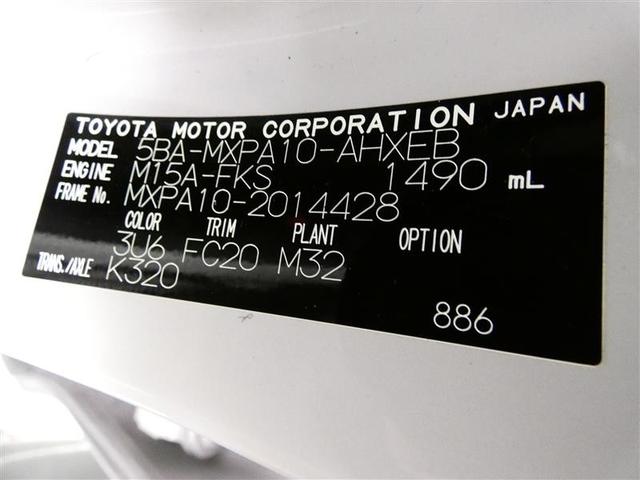 TOYOTA MOTOR CORPORATION JAPAN
MODEL 5BA-MXPA10-AHXEB
ENGINE M15A-FKS 1490 mL
FRAME No. MXPA10-2014428
COLOR TRIM PLANT OPTION
3U6 FC20 M32
TRANS./AXLE K320
886